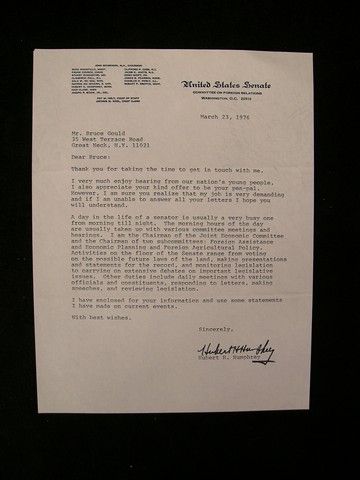 United States Senate
COMMITTEE ON FOREIGN RELATIONS
WASHINGTON, D.C. 20510
March 23, 1976
Mr. Bruce Gould
35 West Terrace Road
Great Neck, N.Y. 11021
Dear Bruce:
Thank you for taking the time to get in touch with me.
I very much enjoy hearing from our nation's young people.
I also appreciate your kind offer to be your pen-pal.
However, I am sure you realize that my job is very demanding
and if I am unable to answer all your letters I hope you
will understand.
A day in the life of a senator is usually a very busy one
from morning till night. The morning hours of the day
are usually taken up with various committee meetings and
hearings. I am the Chairman of the Joint Economic Committee
and the Chairman of two subcommittees: Foreign Assistance
and Economic Planning and Foreign Agricultural Policy.
Activities on the floor of the Senate range from voting
on the possible future laws of the land, making presentations
and statements for the record, and monitoring legislation
to carrying on extensive debates on important legislative
issues. Other duties include daily meetings with various
officials and constituents, responding to letters, making
speeches, and reviewing legislation.
I have enclosed for your information and use some statements
I have made on current events.
With best wishes.
Sincerely,
Hubert H Humphrey
Hubert H. Humphrey